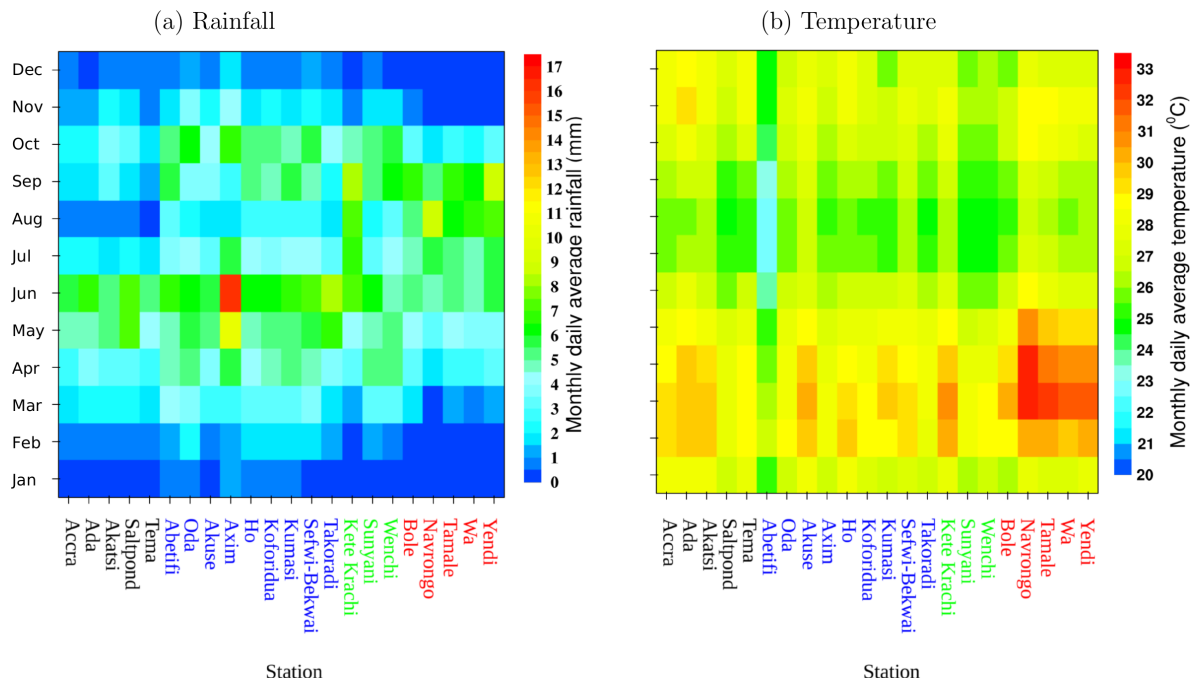 (a) Rainfall
(b) Temperature
Dec
Nov
Oct
Sep
Aug
Jul
Jun
May
Apr
Mar
Feb
Jan
17
16
15
14
13
12
11
10
9
8
7
6
5
4
3
2
1
0
Monthly daily average rainfall (mm)
33
32
31
30
29
28
27
26
25
24
23
22
21
20
Monthly daily average temperature (⁰C)
Accra
Ada
Akatsi
Saltpond
Tema
Abetifi
Oda
Akuse
Axim
Ho
Koforidua
Kumasi
Sefwi-Bekwai
Takoradi
Kete Krachi
Sunyani
Wenchi
Bole
Navrongo
Tamale
Wa
Yendi
Accra
Ada
Akatsi
Saltpond
Tema
Abetifi
Oda
Akuse
Axim
Ho
Koforidua
Kumasi
Sefwi-Bekwai
Takoradi
Kete Krachi
Sunyani
Wenchi
Bole
Navrongo
Tamale
Wa
Yendi
Station
Station